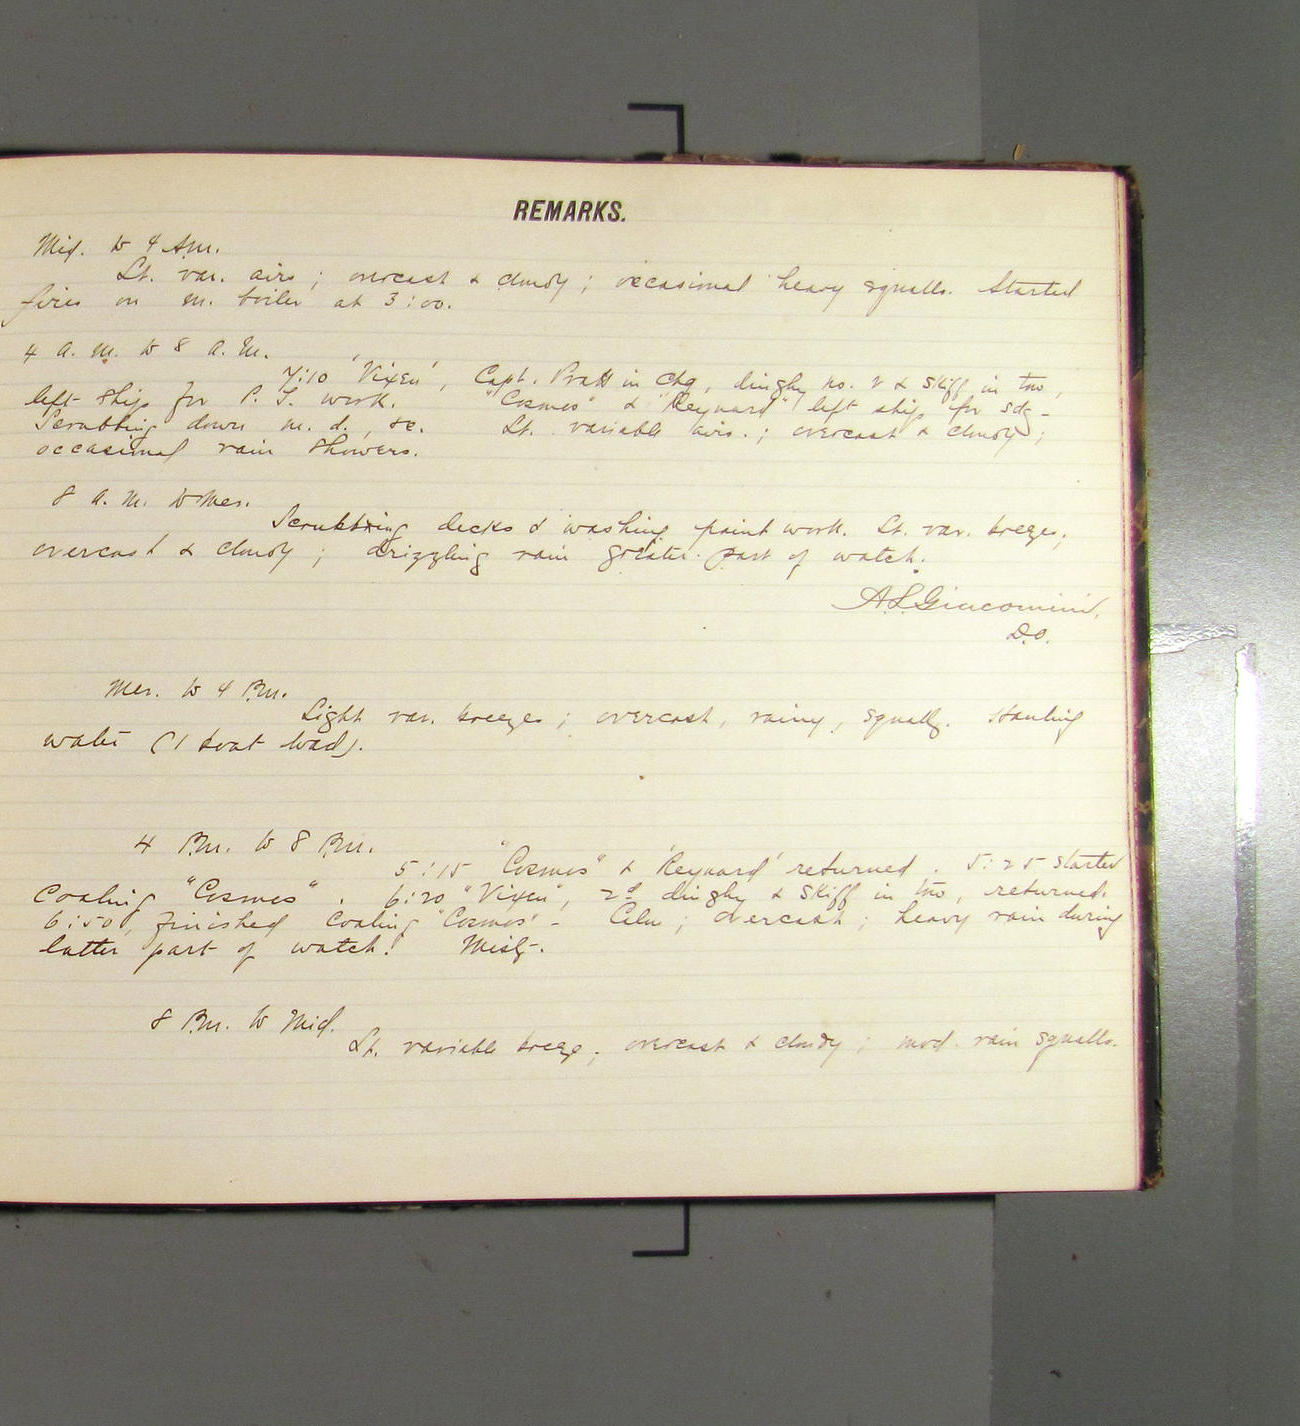 REMARKS.
Mid. to 4 A.m.
Lt. var. airs ; overcast & cloudy ; occasional heavy squalls. Started
fires on m. boiler at 3:00.
4 a. m. to 8 a. m.
7:10 'Vixen', Capt. Pratt in chg, dinghy no. 2 & skiff in tow,
left ship for P. S. work. "Cosmos" & "Reynard" left ship for sdg-
Scrubbing down m. d., &c. Lt. variable airs. ; overcast & cloudy ;
occasional rain showers.
8 a. m. to Mer.
Scrubbing decks & washing paint work. Lt. var. breeze,
overcast & cloudy ; drizzling rain greater part of watch.
A.L. Giacomini,
D.O.
Mer. to 4 P.m.
Light var. breezes ; overcast, rainy, squally. Hauling
water (1 boat load).
4 P.m. to 8 P.m.
5:15 "Cosmos" & 'Reynard' returned. 5:25 started
coaling "Cosmos". 6:20 "Vixen", 2d dinghy & skiff in tow, returned.
6:50, finished coaling "Cosmos" - Calm ; overcast ; heavy rain during
latter part of watch. Misty-.
8 P.m. to Mid.
Lt. variable breeze, overcast & cloudy ; mod. rain squalls.